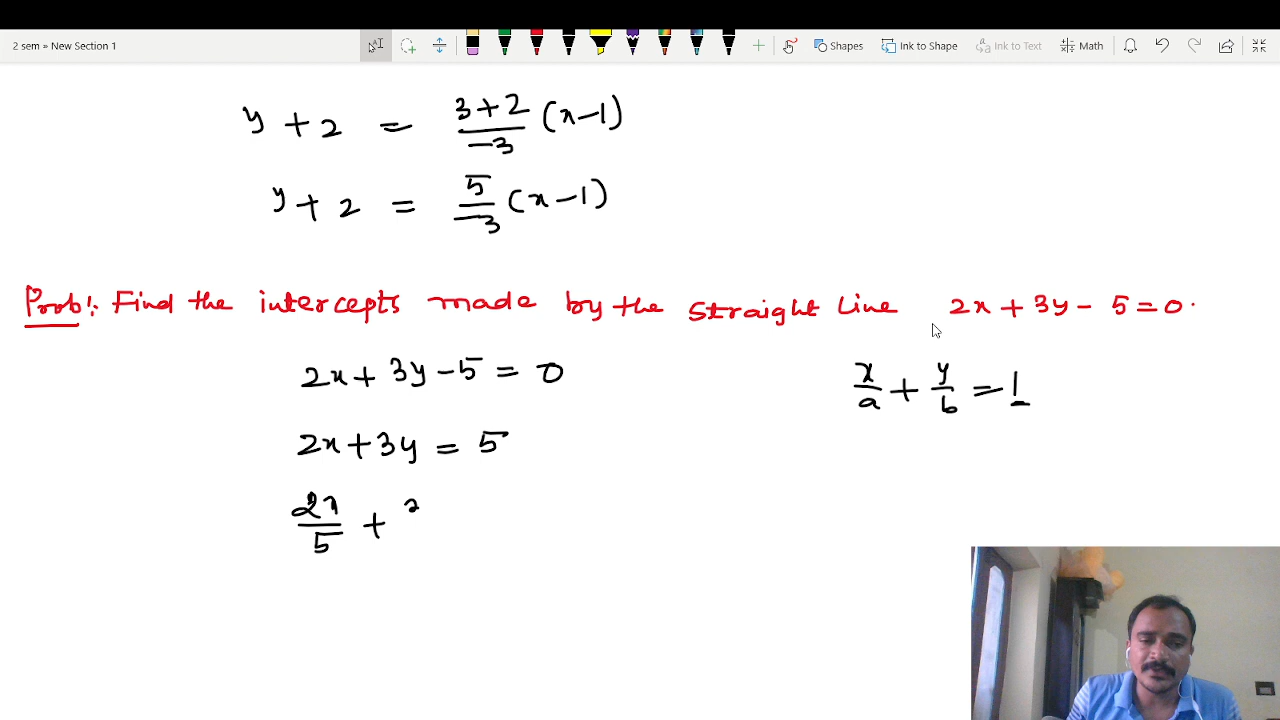 2 sem » New Section 1
Shapes Ink to Shape Ink to Text Math
y + 2 = 3+2/-3 (x-1)
y + 2 = 5/-3 (x-1)
Prob!: Find the intercepts made by the straight line 2x + 3y - 5 = 0.
2x + 3y - 5 = 0
x/a + y/b = 1
2x + 3y = 5
2x/5 +